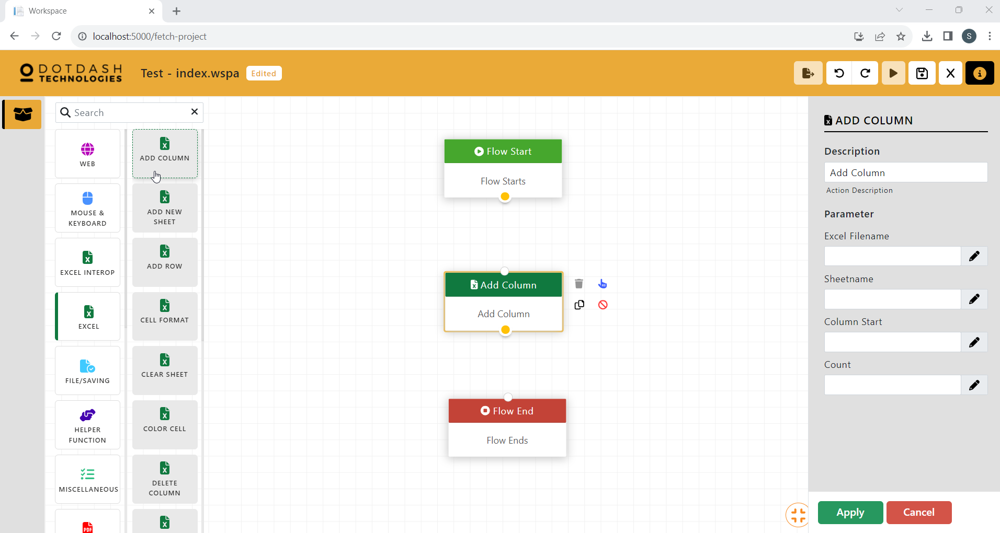 Workspace
localhost:5000/fetch-project
S
DOTDASH
TECHNOLOGIES
Test - index.wspa
Edited
Search
WEB
MOUSE &
KEYBOARD
EXCEL INTEROP
EXCEL
FILE/SAVING
HELPER
FUNCTION
MISCELLANEOUS
PDF
ADD COLUMN
ADD NEW
SHEET
ADD ROW
CELL FORMAT
CLEAR SHEET
COLOR CELL
DELETE
COLUMN
Flow Start
Flow Starts
Add Column
Add Column
Flow End
Flow Ends
ADD COLUMN
Description
Add Column
Action Description
Parameter
Excel Filename
Sheetname
Column Start
Count
Apply
Cancel